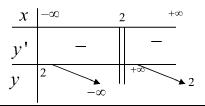 x −∞ 2 +∞
y' − −
y 2 −∞ +∞ 2